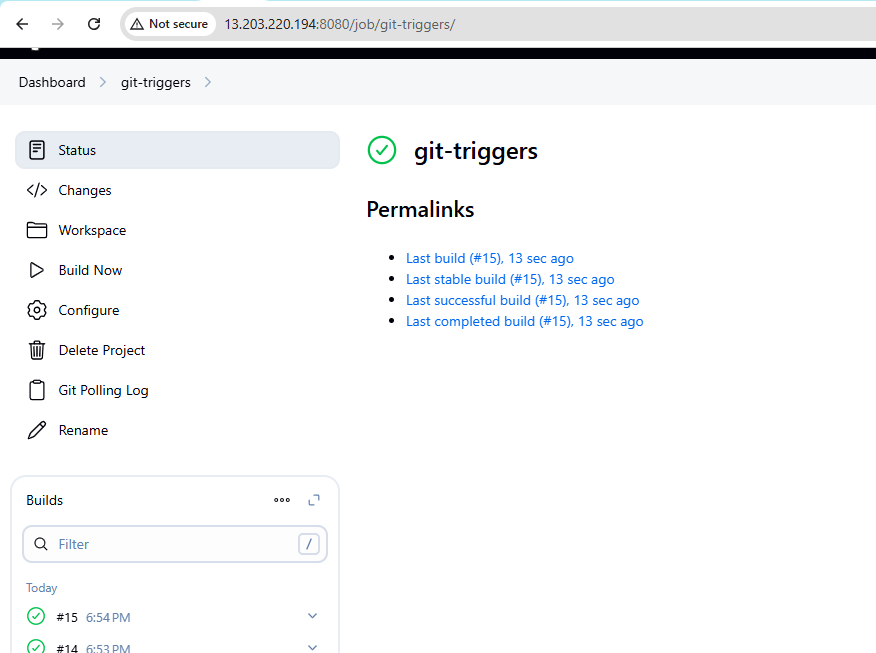 Not secure 13.203.220.194:8080/job/git-triggers/
Dashboard git-triggers
Status
Changes
Workspace
Build Now
Configure
Delete Project
Git Polling Log
Rename
Builds
Filter /
Today
#15 6:54 PM
#14 6:53 PM
git-triggers
Permalinks
Last build (#15), 13 sec ago
Last stable build (#15), 13 sec ago
Last successful build (#15), 13 sec ago
Last completed build (#15), 13 sec ago